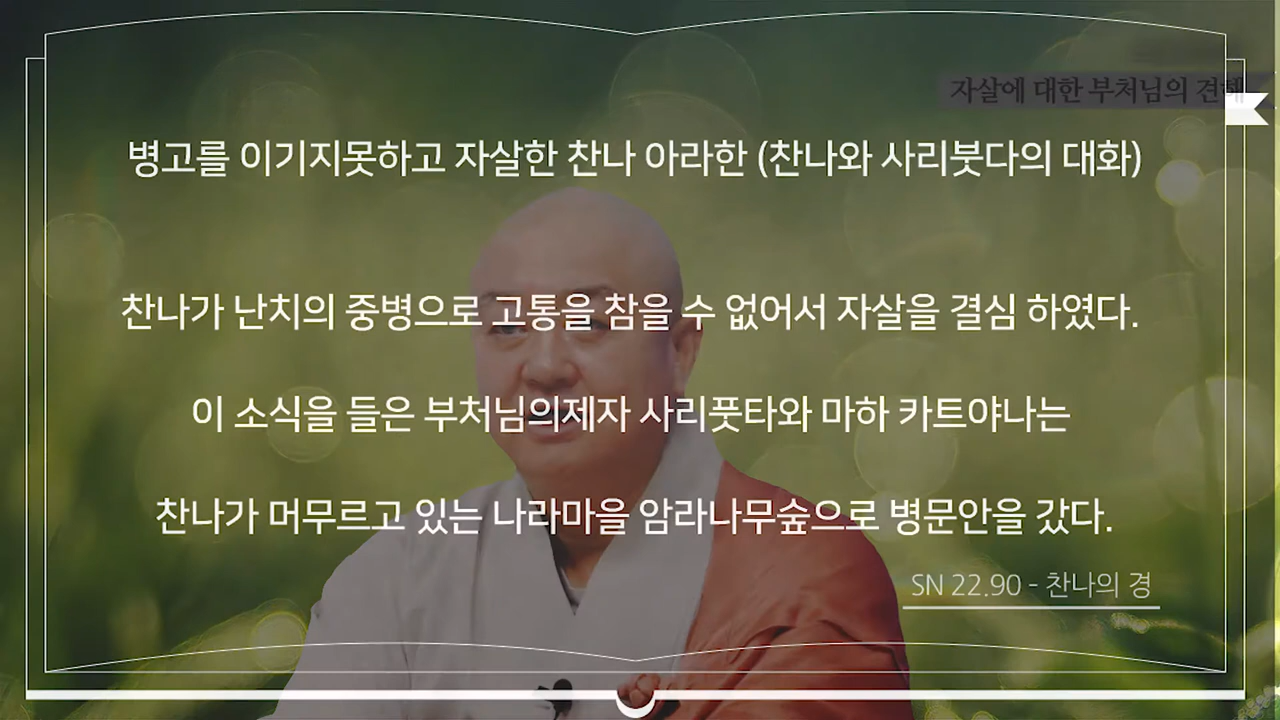 자살에 대한 부처님의 견해
병고를 이기지못하고 자살한 찬나 아라한 (찬나와 사리붓다의 대화)
찬나가 난치의 중병으로 고통을 참을 수 없어서 자살을 결심 하였다.
이 소식을 들은 부처님의제자 사리풋타와 마하 카트야나는
찬나가 머무르고 있는 나라마을 암라나무숲으로 병문안을 갔다.
SN 22.90 - 찬나의 경